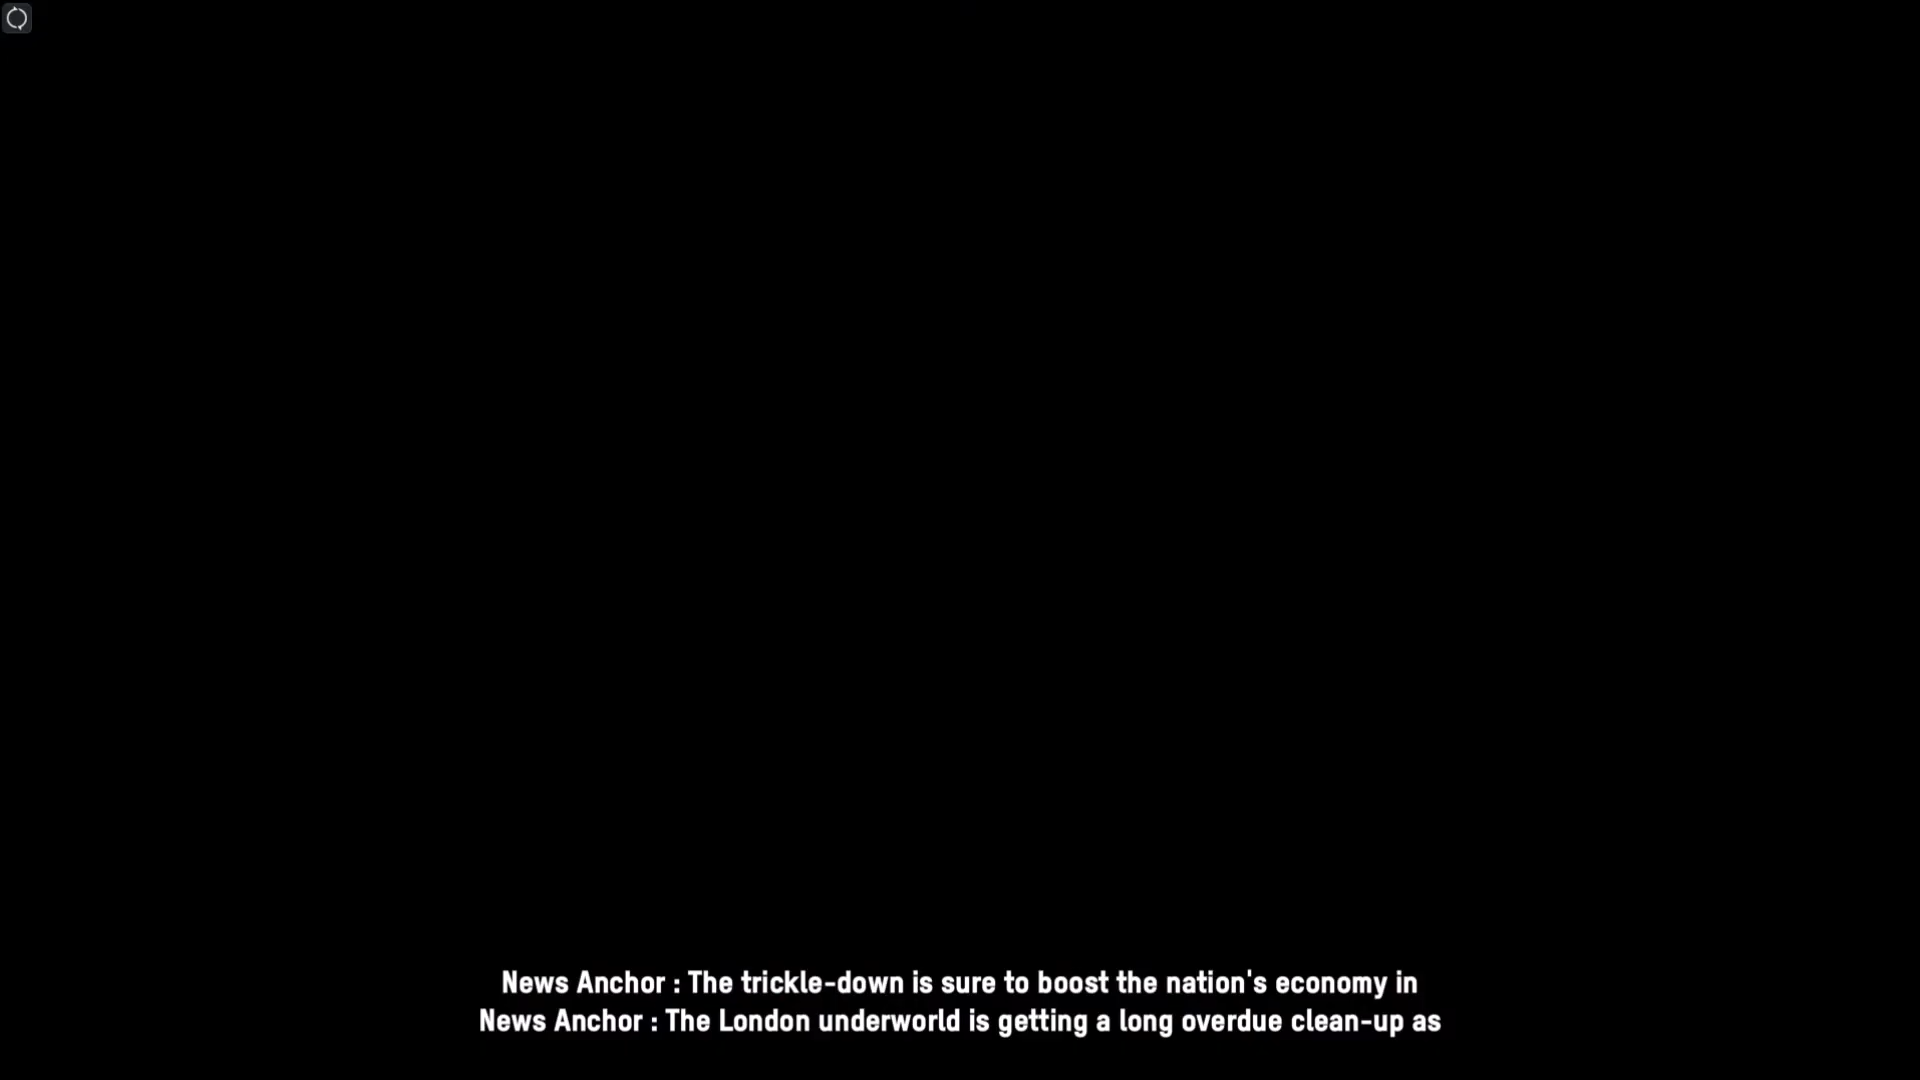 News Anchor : The trickle-down is sure to boost the nation's economy in
News Anchor : The London underworld is getting a long overdue clean-up as